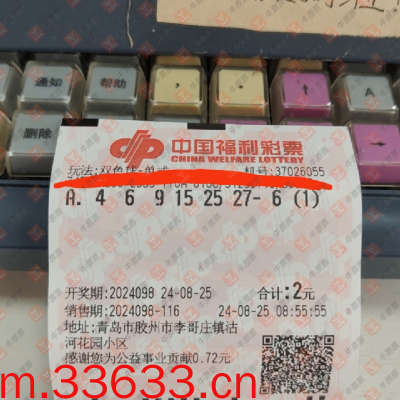 通知
帮助
↑
A
删除
→
中国福利彩票
CHINA WELFARE LOTTERY
玩法:双色球-单式 机号:37026055
A. 4 6 9 15 25 27- 6 (1)
开奖期:2024098 24-08-25 合计:2元
销售期:2024098-116 24-08-25 08:55:55
地址:青岛市胶州市李哥庄镇沽
河花园小区
感谢您为公益事业贡献0.72元
m.33633.cn